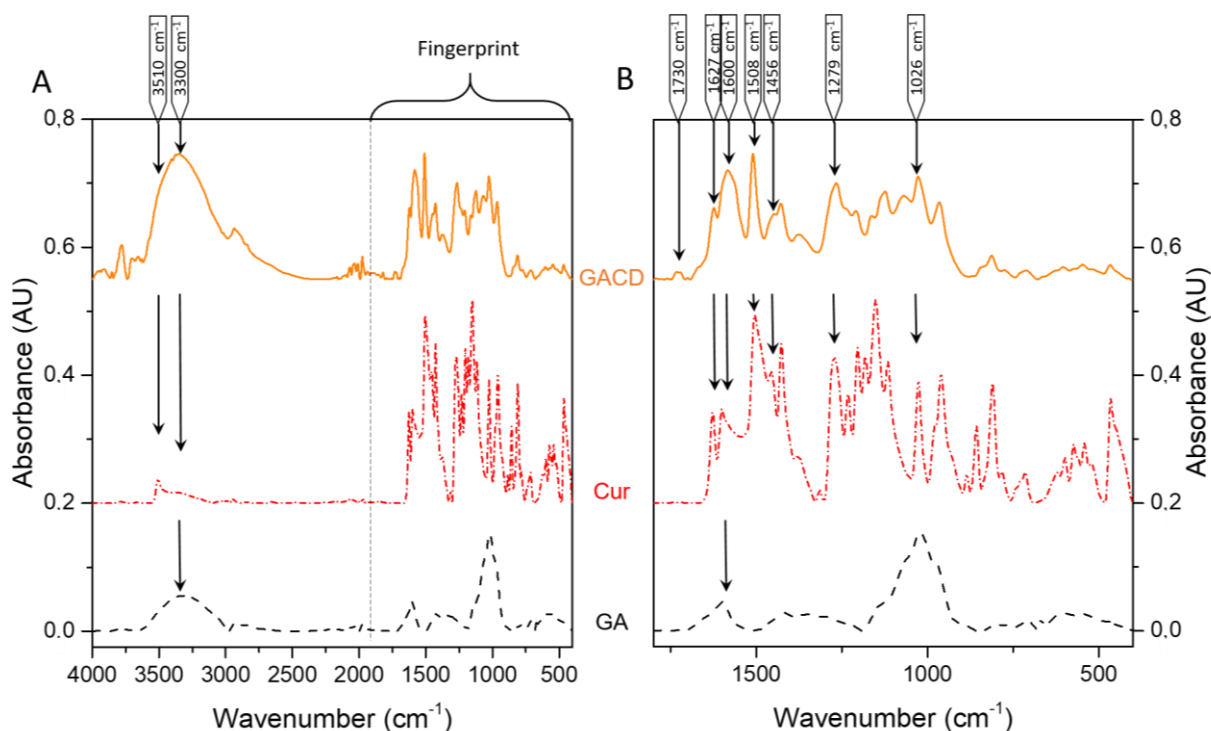 3510 cm-1
3300 cm-1
1730 cm-1
1627 cm-1
1600 cm-1
1508 cm-1
1456 cm-1
1279 cm-1
1026 cm-1
Fingerprint
A
B
0,8
0,6
0,4
0,2
0.0
Absorbance (AU)
GACD
Cur
GA
0,8
0,6
0,4
0,2
0.0
Absorbance (AU)
4000 3500 3000 2500 2000 1500 1000 500
1500 1000 500
Wavenumber (cm-1)
Wavenumber (cm-1)